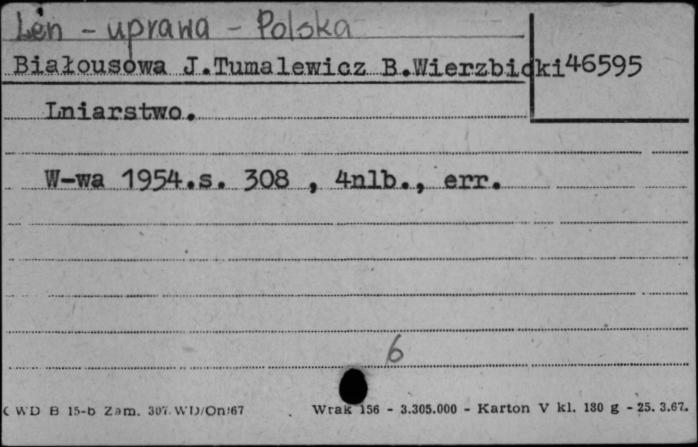 Len - uprawa - Polska
Białousowa J.Tumalewicz B.Wierzbicki 46595
Lniarstwo.
W-wa 1954.s. 308 , 4nlb., err.
6
WD B 15-b Zam. 307. WD/On/67 Wrak 156 - 3.305.000 - Karton V kl. 180 g - 25. 3.67.